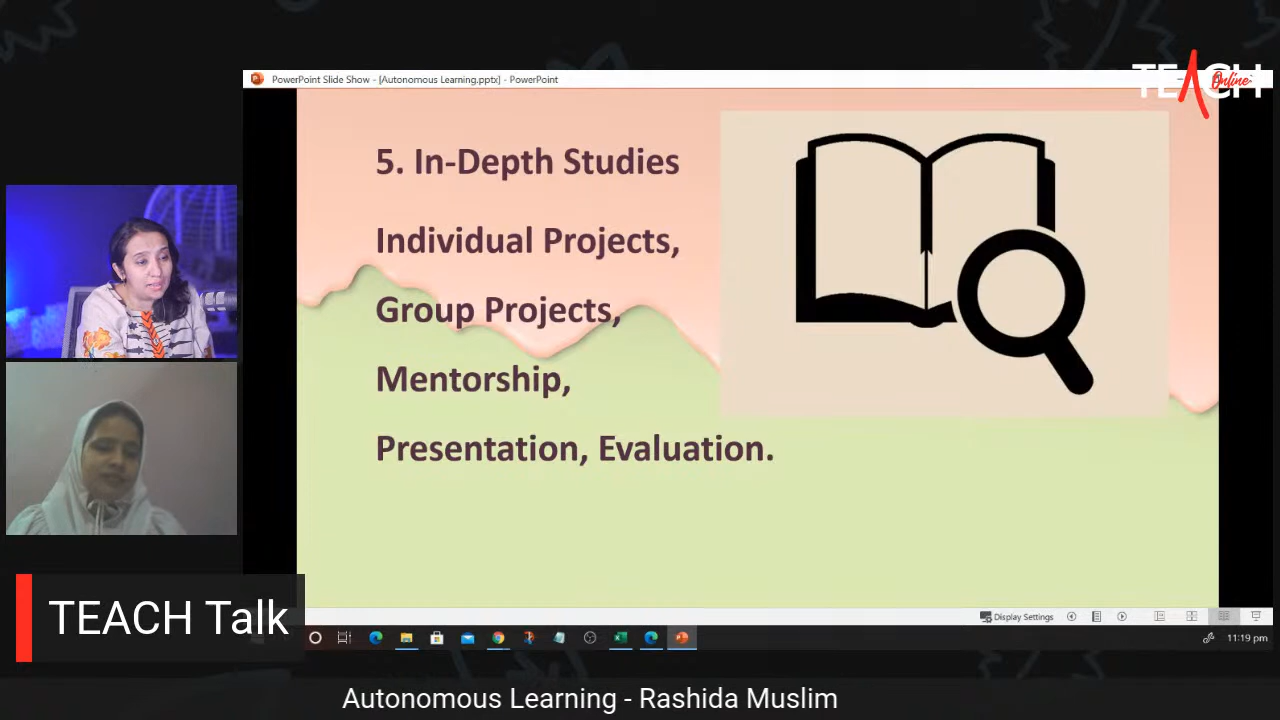 PowerPoint Slide Show - [Autonomous Learning.pptx] - PowerPoint
TEACH
Online
5. In-Depth Studies
Individual Projects,
Group Projects,
Mentorship,
Presentation, Evaluation.
Display Settings
11:19 pm
TEACH Talk
Autonomous Learning - Rashida Muslim